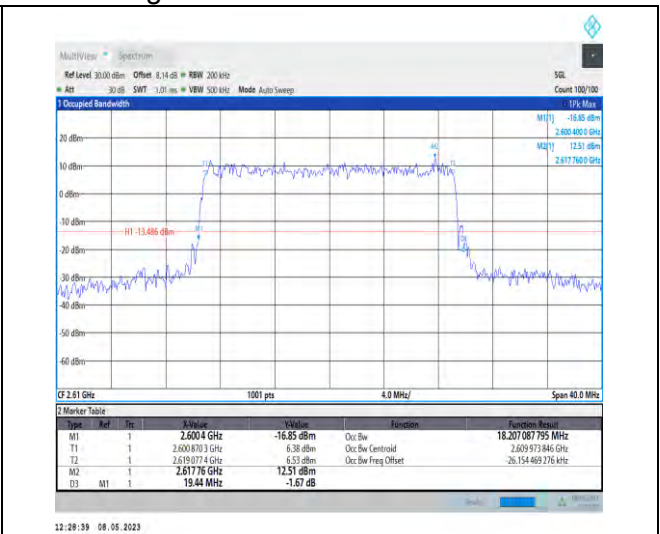 MultiView Spectrum
Ref Level 30.00 dBm Offset 8.14 dB RBW 200 kHz SGL
Att 30 dB SWT 1.01 ms VBW 500 kHz Mode Auto Sweep Count 100/100
1 Occupied Bandwidth 1Pk Max
M1[1] -16.85 dBm
2.600 400 0 GHz
M2[1] 12.51 dBm
2.617 760 0 GHz
20 dBm
M2
T1 T2
10 dBm
0 dBm
-10 dBm
H1 -13.486 dBm
M1
D3
-20 dBm
-30 dBm
-40 dBm
-50 dBm
-60 dBm
CF 2.61 GHz 1001 pts 4.0 MHz/ Span 40.0 MHz
2 Marker Table
Type Ref Trc X-Value Y-Value Function Function Result
M1 1 2.6004 GHz -16.85 dBm Occ Bw 18.207 087 795 MHz
T1 1 2.600 870 3 GHz 6.38 dBm Occ Bw Centroid 2.609 973 846 GHz
T2 1 2.619 077 4 GHz 6.53 dBm Occ Bw Freq Offset -26.154 469 276 kHz
M2 1 2.617 76 GHz 12.51 dBm
D3 M1 1 19.44 MHz -1.67 dB
12:28:39 08.05.2023